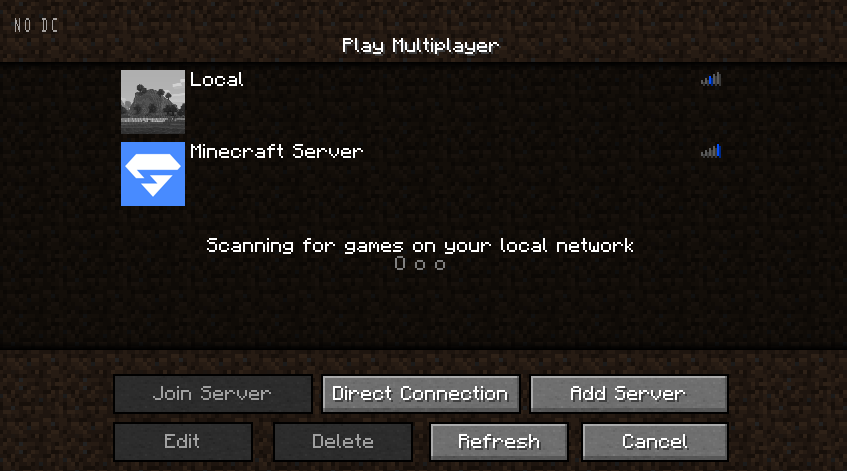 NO DC
Play Multiplayer
Local
Minecraft Server
Scanning for games on your local network
O o o
Join Server
Direct Connection
Add Server
Edit
Delete
Refresh
Cancel